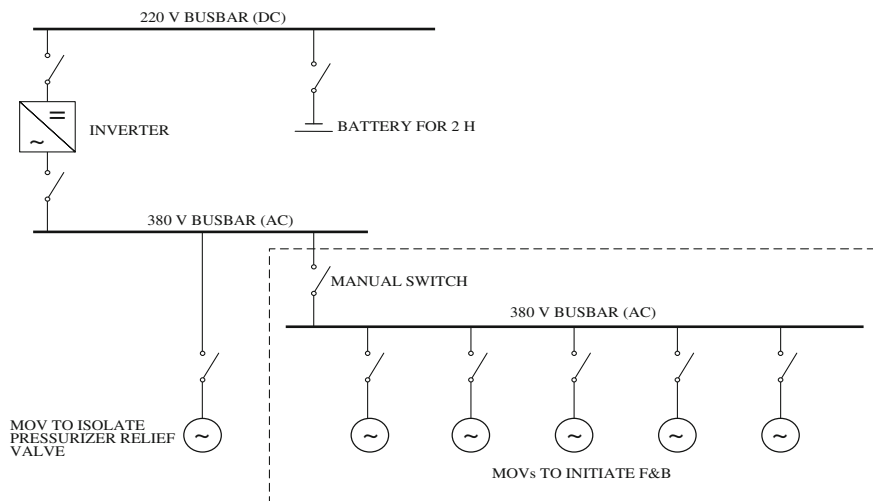 220 V BUSBAR (DC)
INVERTER
BATTERY FOR 2 H
380 V BUSBAR (AC)
MANUAL SWITCH
380 V BUSBAR (AC)
MOV TO ISOLATE
PRESSURIZER RELIEF
VALVE
~
~
~
~
~
~
~
MOVs TO INITIATE F&B